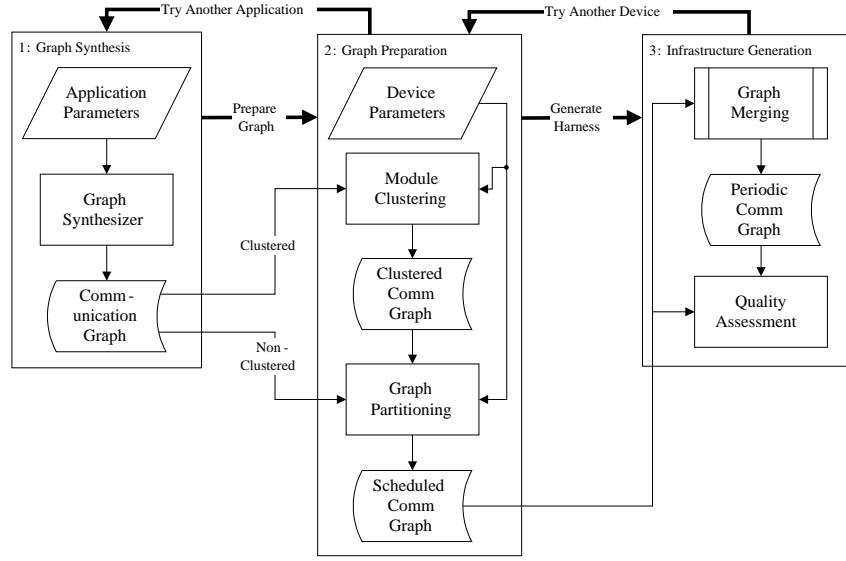 Try Another Application
Try Another Device
1: Graph Synthesis
2: Graph Preparation
3: Infrastructure Generation
Application
Parameters
Prepare
Graph
Device
Parameters
Generate
Harness
Graph
Merging
Graph
Synthesizer
Module
Clustering
Periodic
Comm
Graph
Clustered
Comm -
unication
Graph
Clustered
Comm
Graph
Quality
Assessment
Non -
Clustered
Graph
Partitioning
Scheduled
Comm
Graph